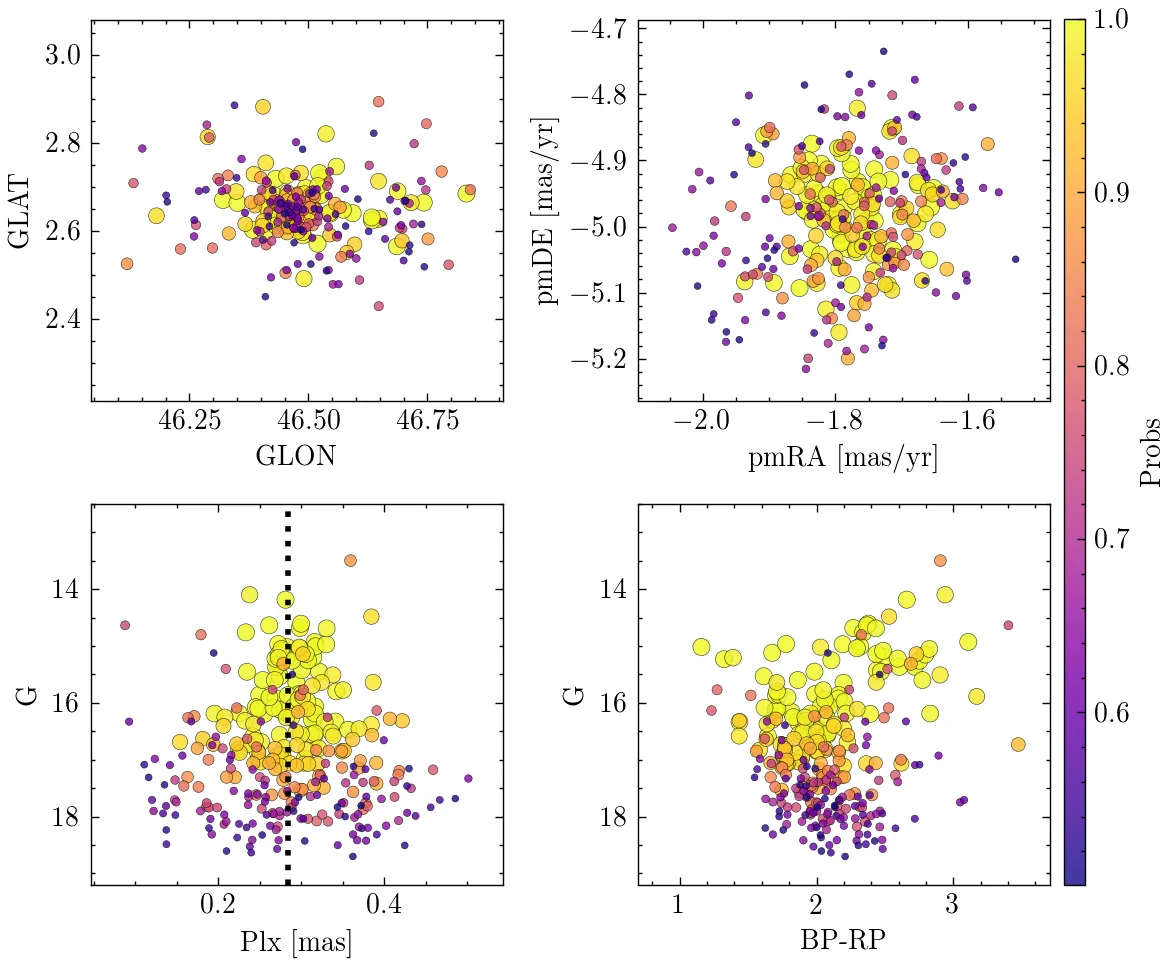 3.0
2.8
2.6
2.4
GLAT
46.25 46.50 46.75
GLON
−4.7
−4.8
−4.9
−5.0
−5.1
−5.2
pmDE [mas/yr]
−2.0 −1.8 −1.6
pmRA [mas/yr]
14
16
18
G
0.2 0.4
Plx [mas]
14
16
18
G
1 2 3
BP-RP
1.0
0.9
0.8
0.7
0.6
Probs